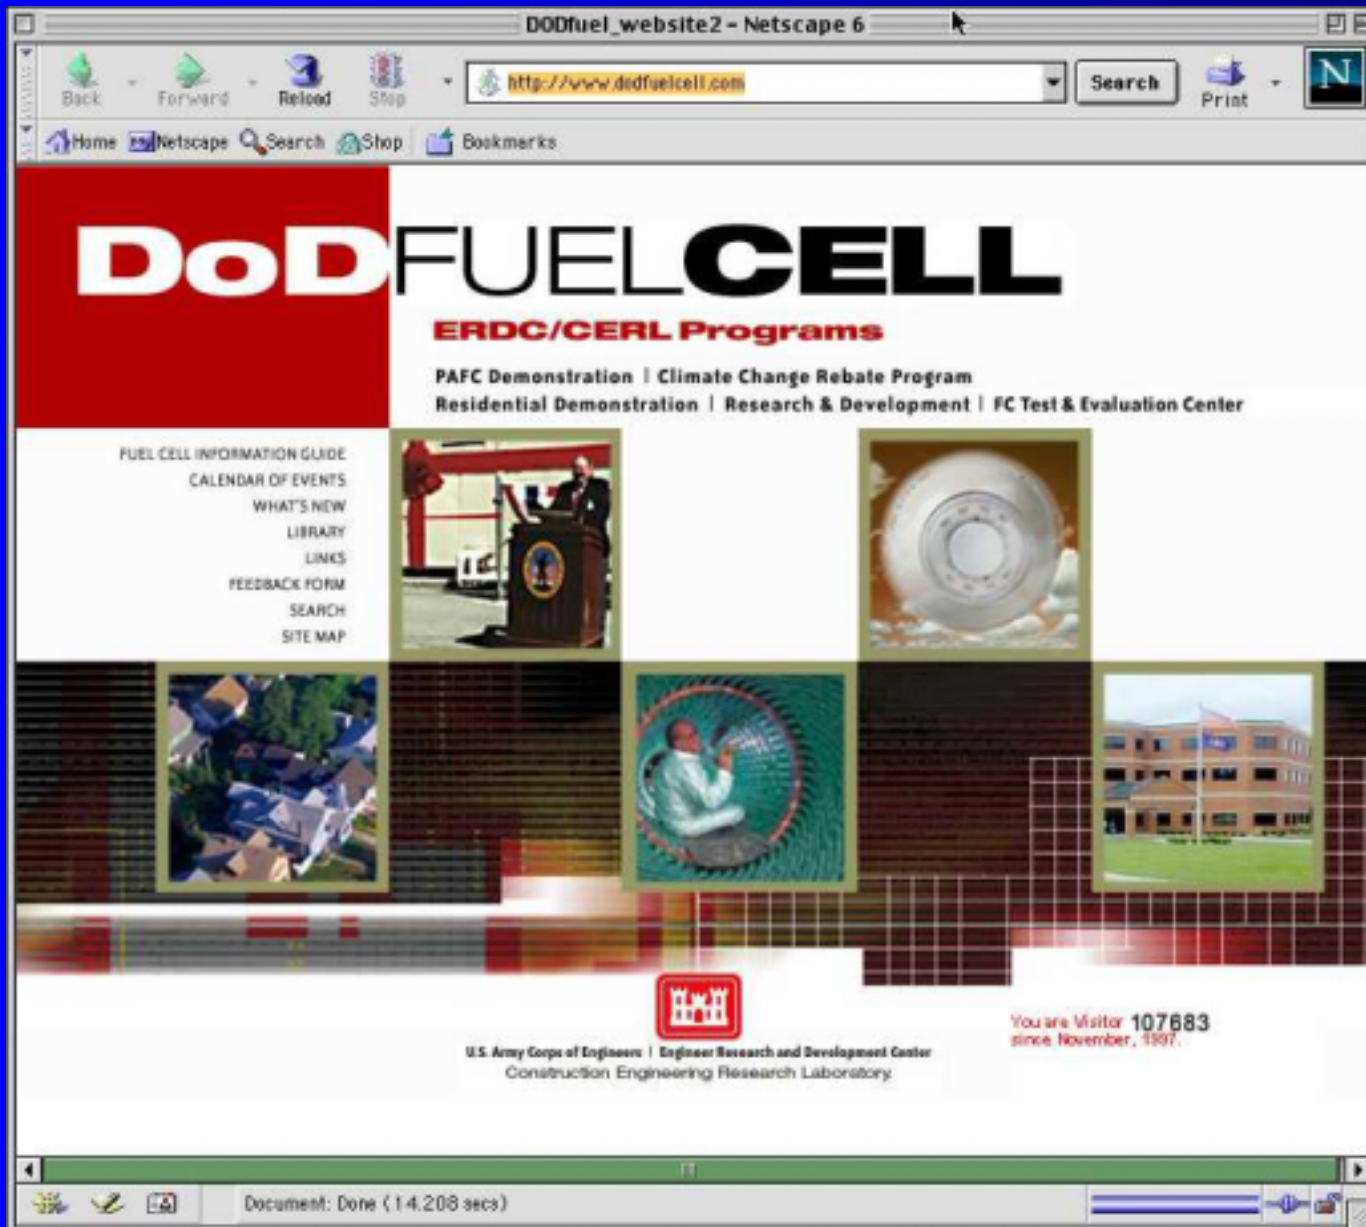 DODfuel_website2 - Netscape 6
Back Forward Reload Stop http://www.dodfuelcell.com Search Print N
Home Netscape Search Shop Bookmarks
DoDFUELCELL
ERDC/CERL Programs
PAFC Demonstration | Climate Change Rebate Program
Residential Demonstration | Research & Development | FC Test & Evaluation Center
FUEL CELL INFORMATION GUIDE
CALENDAR OF EVENTS
WHAT'S NEW
LIBRARY
LINKS
FEEDBACK FORM
SEARCH
SITE MAP
You are Visitor 107683
since November, 1997.
U.S. Army Corps of Engineers | Engineer Research and Development Center
Construction Engineering Research Laboratory
Document: Done (14.208 secs)